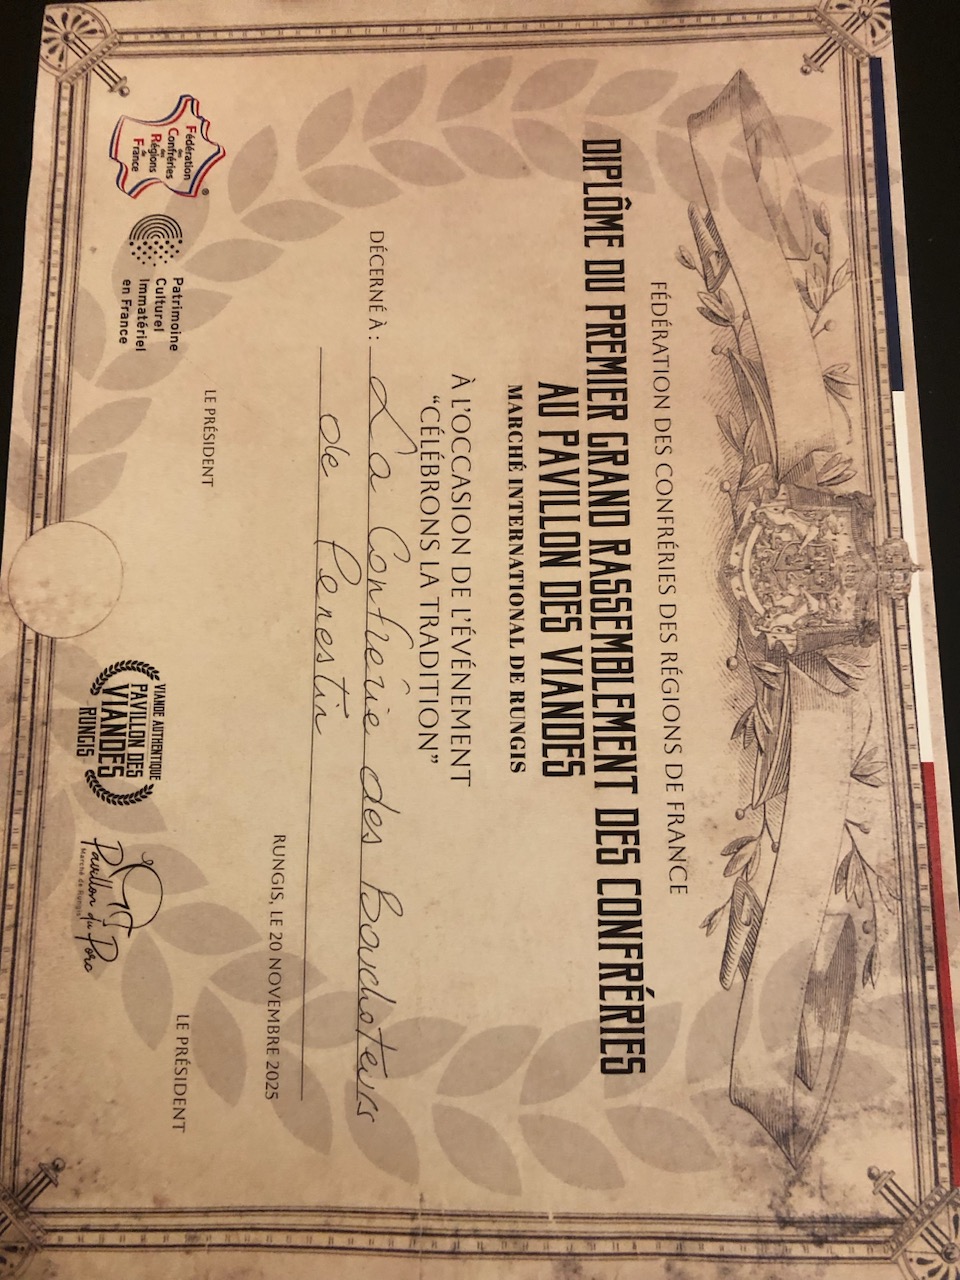 FÉDÉRATION DES CONFRÉRIES DES RÉGIONS DE FRANCE
DIPLÔME DU PREMIER GRAND RASSEMBLEMENT DES CONFRÉRIES
AU PAVILLON DES VIANDES
MARCHÉ INTERNATIONAL DE RUNGIS
À L'OCCASION DE L'ÉVÉNEMENT
“CÉLÉBRONS LA TRADITION”
DÉCERNÉ À : La Confrérie des Bouchoteurs
de Penestin
RUNGIS, LE 20 NOVEMBRE 2025
LE PRÉSIDENT
LE PRÉSIDENT
Fédération
des
Confréries
des
Régions
de
France
®
Patrimoine
Culturel
Immatériel
en France
VIANDE AUTHENTIQUE
PAVILLON DES
VIANDES
RUNGIS
Pavillon du Porc
Marché de Rungis